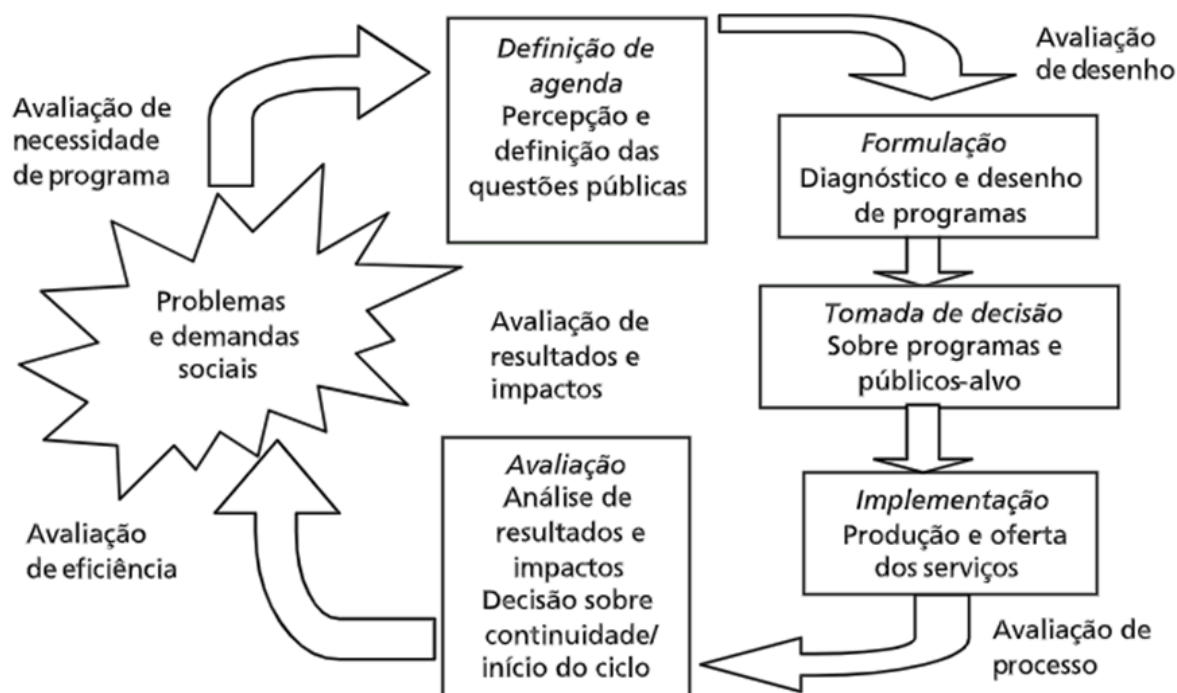 Definição de
agenda
Percepção e
definição das
questões públicas
Avaliação
de desenho
Avaliação de
necessidade
de programa
Formulação
Diagnóstico e desenho
de programas
Problemas
e demandas
sociais
Avaliação de
resultados e
impactos
Tomada de decisão
Sobre programas e
públicos-alvo
Avaliação
Análise de
resultados e
impactos
Decisão sobre
continuidade/
início do ciclo
Implementação
Produção e oferta
dos serviços
Avaliação
de eficiência
Avaliação de
processo